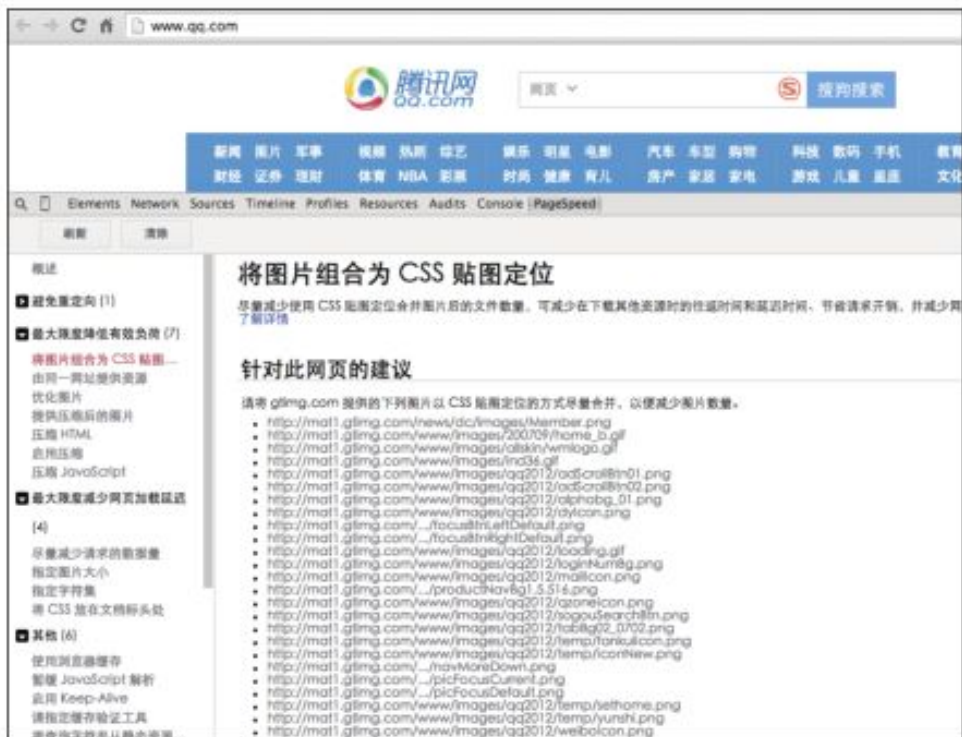 www.qq.com
腾讯网
QQ.com
网页
搜狗搜索
新闻 图片 军事 视频 热剧 综艺 娱乐 明星 电影 汽车 车型 购物 科技 数码 手机 教育
财经 证券 理财 体育 NBA 彩票 时尚 健康 育儿 房产 家居 家电 游戏 儿童 星座 文化
Elements Network Sources Timeline Profiles Resources Audits Console PageSpeed
刷新 清除
概述
避免重定向 (1)
最大限度降低有效负荷 (7)
将图片组合为 CSS 贴图...
由同一网址提供资源
优化图片
提供压缩后的图片
压缩 HTML
启用压缩
压缩 JavaScript
最大限度减少网页加载延迟
(4)
尽量减少请求的数据量
指定图片大小
指定字符集
将 CSS 放在文档标头处
其他 (6)
使用浏览器缓存
暂缓 JavaScript 解析
启用 Keep-Alive
请指定缓存验证工具
将图片组合为 CSS 贴图定位
尽量减少使用 CSS 贴图定位合并图片后的文件数量，可减少在下载其他资源时的往返时间和延迟时间、节省请求开销，并减少网
了解详情
针对此网页的建议
请将 gtimg.com 提供的下列图片以 CSS 贴图定位的方式尽量合并，以便减少图片数量。
http://mat1.gtimg.com/news/dc/images/Member.png
http://mat1.gtimg.com/www/images/200709/home_b.gif
http://mat1.gtimg.com/www/images/allskin/wmlogo.gif
http://mat1.gtimg.com/www/images/ind36.gif
http://mat1.gtimg.com/www/images/qq2012/adScrollBtn01.png
http://mat1.gtimg.com/www/images/qq2012/adScrollBtn02.png
http://mat1.gtimg.com/www/images/qq2012/alphabg_01.png
http://mat1.gtimg.com/www/images/qq2012/dyIcon.png
http://mat1.gtimg.com/.../focusBtnLeftDefault.png
http://mat1.gtimg.com/.../focusBtnRightDefault.png
http://mat1.gtimg.com/www/images/qq2012/loading.gif
http://mat1.gtimg.com/www/images/qq2012/loginNumBg.png
http://mat1.gtimg.com/www/images/qq2012/mailIcon.png
http://mat1.gtimg.com/.../productNavBg1.5.516.png
http://mat1.gtimg.com/www/images/qq2012/qzoneIcon.png
http://mat1.gtimg.com/www/images/qq2012/sogouSearchBtn.png
http://mat1.gtimg.com/www/images/qq2012/tabBg02_0702.png
http://mat1.gtimg.com/www/images/qq2012/temp/fankuiIcon.png
http://mat1.gtimg.com/www/images/qq2012/temp/iconNew.png
http://mat1.gtimg.com/.../navMoreDown.png
http://mat1.gtimg.com/.../picFocusCurrent.png
http://mat1.gtimg.com/.../picFocusDefault.png
http://mat1.gtimg.com/www/images/qq2012/temp/sethome.png
http://mat1.gtimg.com/www/images/qq2012/temp/yunshi.png
http://mat1.gtimg.com/www/images/qq2012/weiboIcon.png